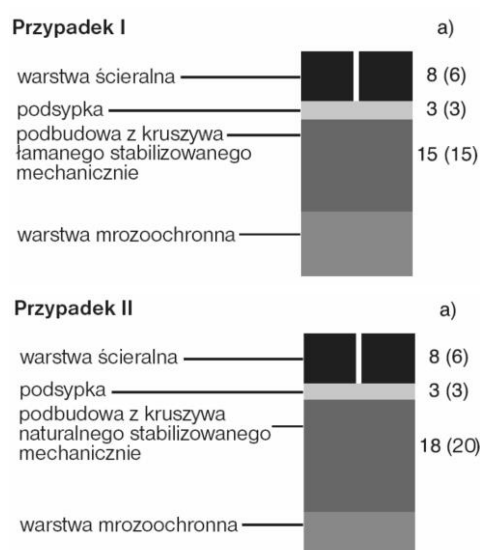 Przypadek I a)
warstwa ścieralna 8 (6)
podsypka 3 (3)
podbudowa z kruszywa
łamanego stabilizowanego 15 (15)
mechanicznie
warstwa mrozoochronna
Przypadek II a)
warstwa ścieralna 8 (6)
podsypka 3 (3)
podbudowa z kruszywa
naturalnego stabilizowanego 18 (20)
mechanicznie
warstwa mrozoochronna